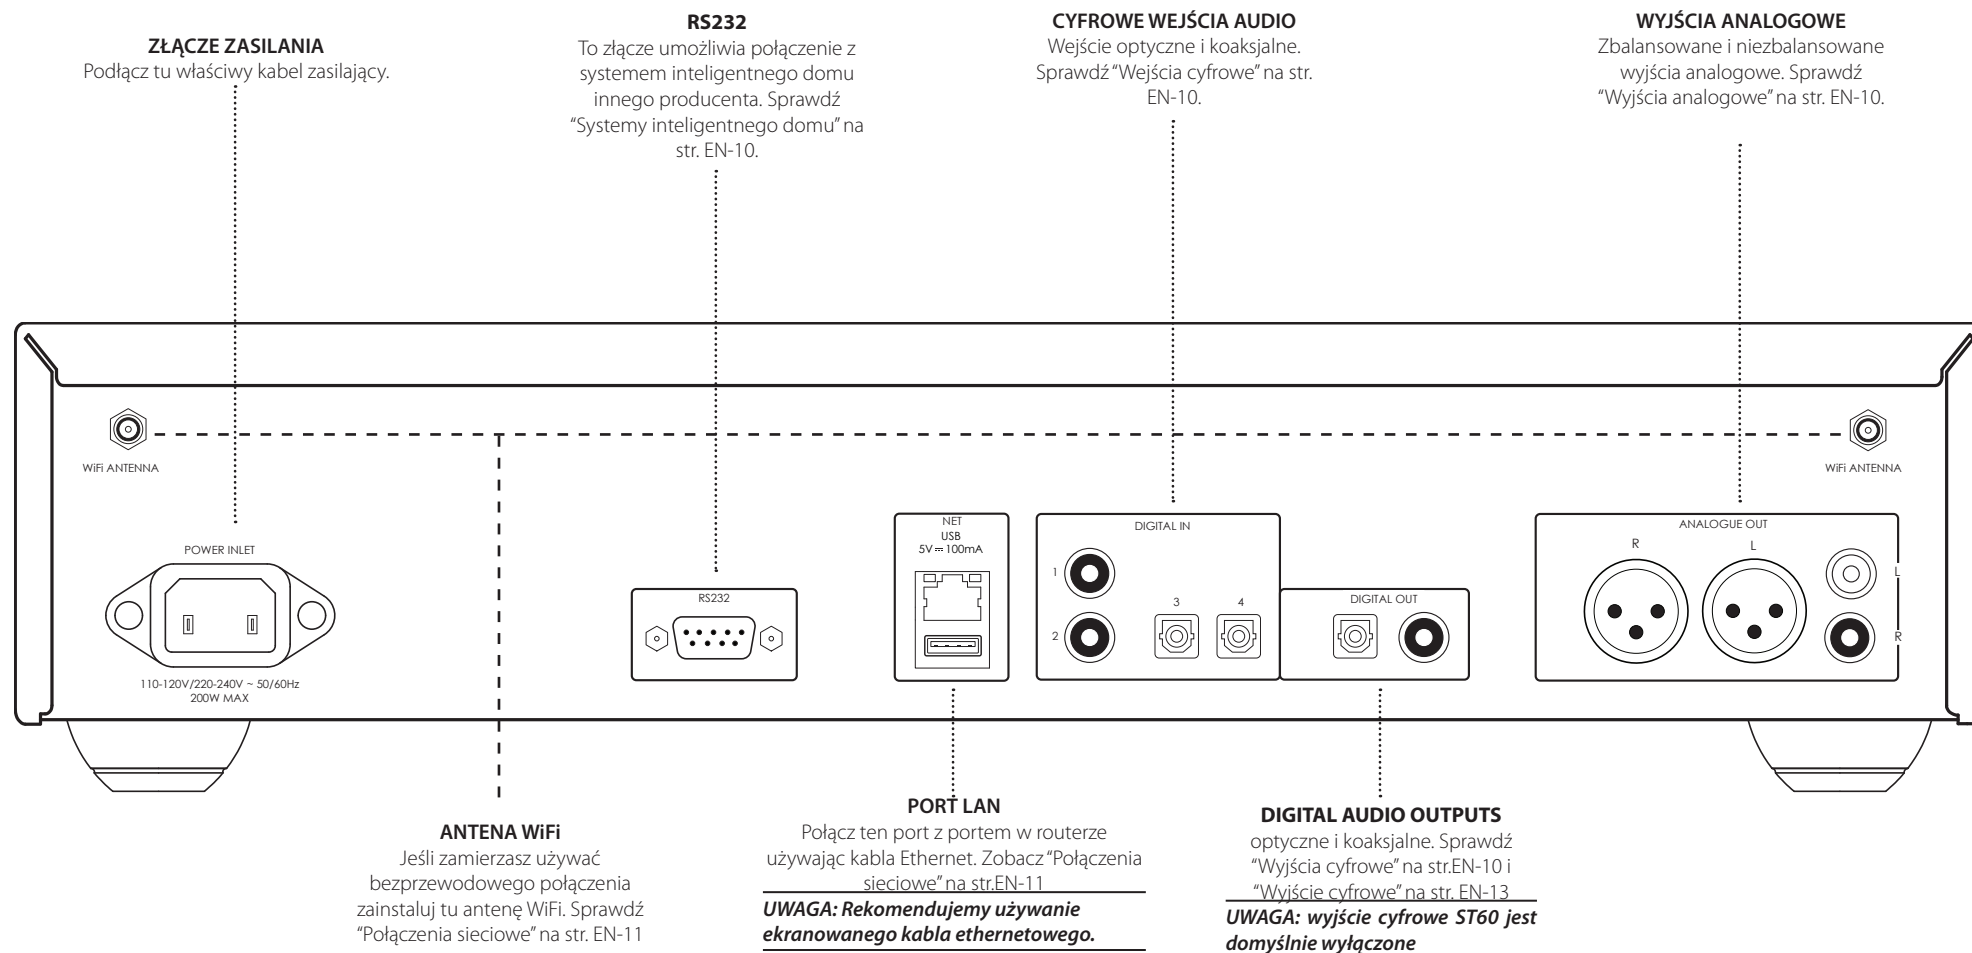 ZŁĄCZE ZASILANIA
Podłącz tu właściwy kabel zasilający.
RS232
To złącze umożliwia połączenie z
systemem inteligentnego domu
innego producenta. Sprawdź
“Systemy inteligentnego domu” na
str. EN-10.
CYFROWE WEJŚCIA AUDIO
Wejście optyczne i koaksjalne.
Sprawdź “Wejścia cyfrowe” na str.
EN-10.
WYJŚCIA ANALOGOWE
Zbalansowane i niezbalansowane
wyjścia analogowe. Sprawdź
“Wyjścia analogowe” na str. EN-10.
WiFi ANTENNA
WiFi ANTENNA
POWER INLET
110-120V/220-240V ~ 50/60Hz
200W MAX
RS232
NET
USB
5V ⎓ 100mA
DIGITAL IN
1
2
3
4
DIGITAL OUT
ANALOGUE OUT
R
L
L
R
ANTENA WiFi
Jeśli zamierzasz używać
bezprzewodowego połączenia
zainstaluj tu antenę WiFi. Sprawdź
“Połączenia sieciowe” na str. EN-11
PORT LAN
Połącz ten port z portem w routerze
używając kabla Ethernet. Zobacz “Połączenia
sieciowe” na str.EN-11
UWAGA: Rekomendujemy używanie
ekranowanego kabla ethernetowego.
DIGITAL AUDIO OUTPUTS
optyczne i koaksjalne. Sprawdź
“Wyjścia cyfrowe” na str.EN-10 i
“Wyjście cyfrowe” na str. EN-13
UWAGA: wyjście cyfrowe ST60 jest
domyślnie wyłączone